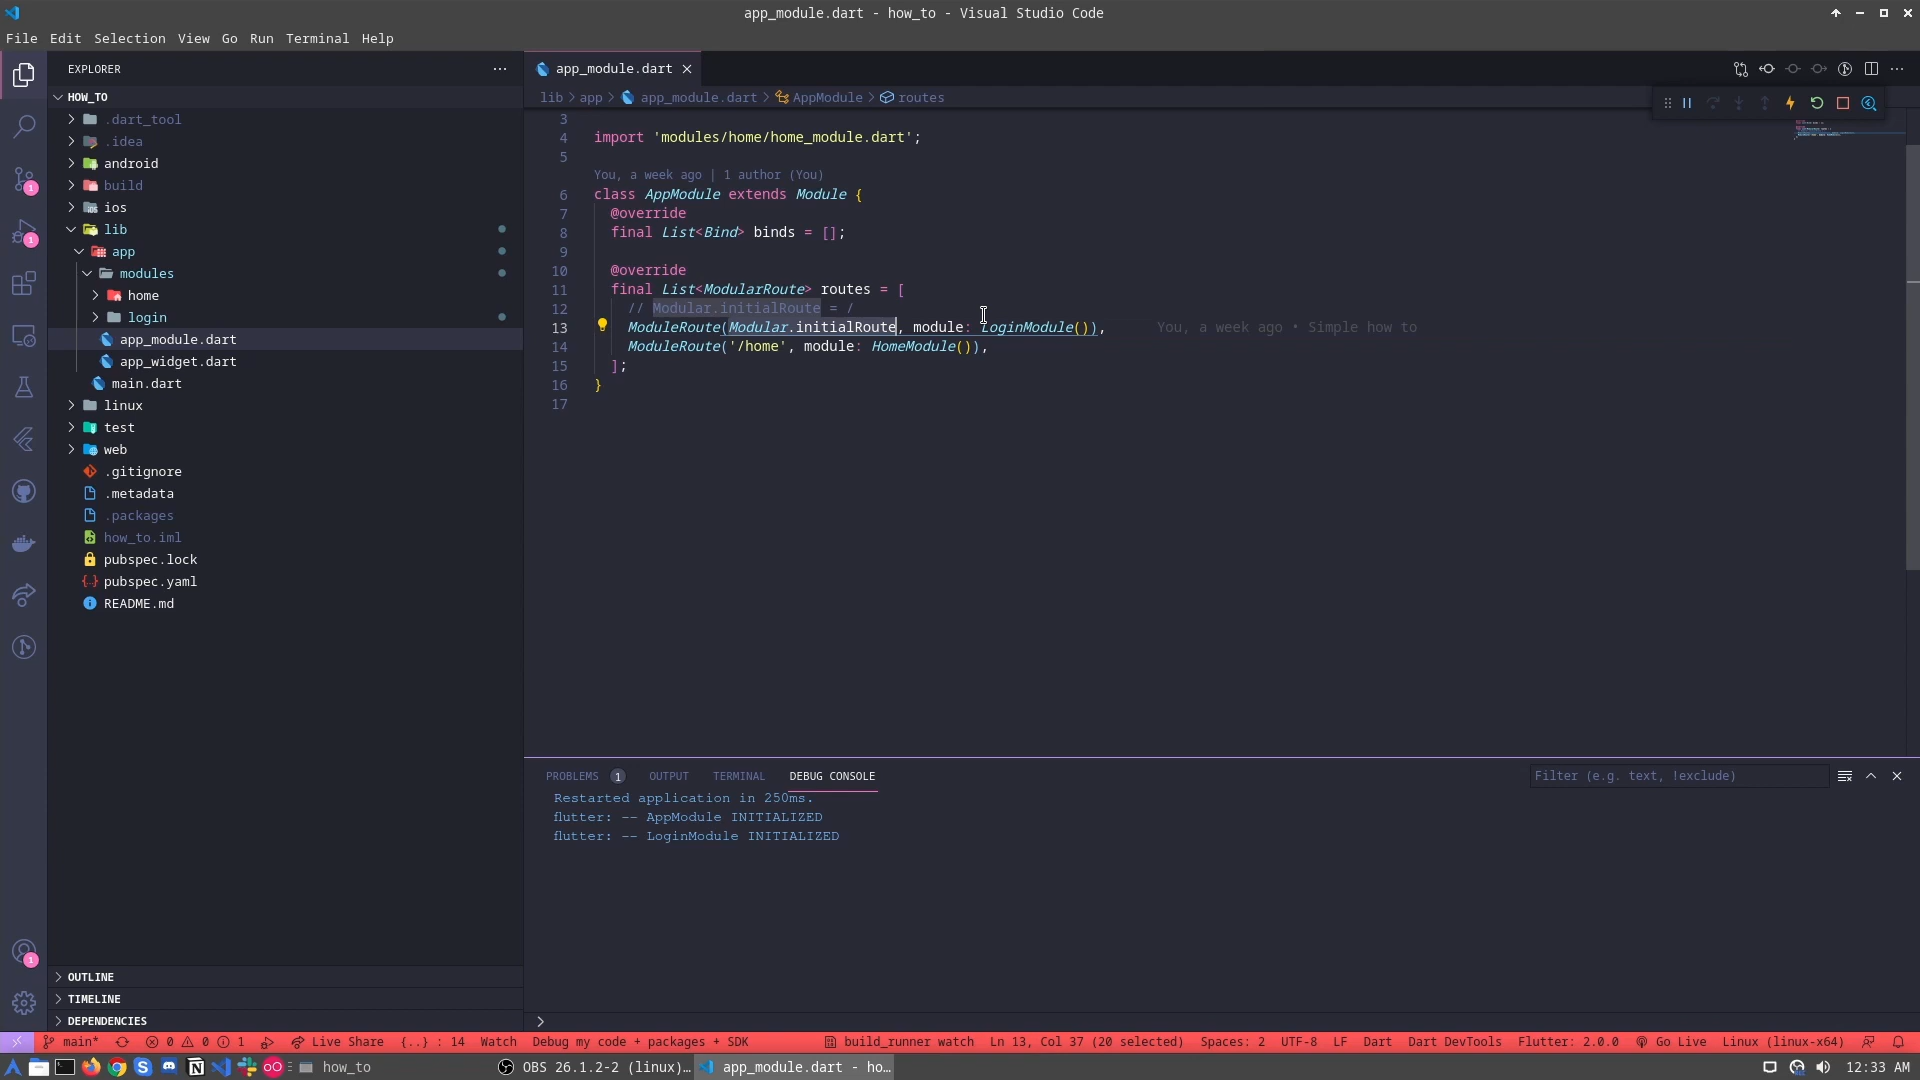 app_module.dart - how_to - Visual Studio Code
File Edit Selection View Go Run Terminal Help
EXPLORER
HOW_TO
.dart_tool
.idea
android
build
ios
lib
app
modules
home
login
app_module.dart
app_widget.dart
main.dart
linux
test
web
.gitignore
.metadata
.packages
how_to.iml
pubspec.lock
pubspec.yaml
README.md
OUTLINE
TIMELINE
DEPENDENCIES
1
1
1
app_module.dart
lib > app > app_module.dart > AppModule > routes
3
4 import 'modules/home/home_module.dart';
5
You, a week ago | 1 author (You)
6 class AppModule extends Module {
7 @override
8 final List<Bind> binds = [];
9
10 @override
11 final List<ModularRoute> routes = [
12 // Modular.initialRoute = /
13 ModuleRoute(Modular.initialRoute, module: LoginModule()), You, a week ago • Simple how to
14 ModuleRoute('/home', module: HomeModule()),
15 ];
16 }
17
PROBLEMS 1 OUTPUT TERMINAL DEBUG CONSOLE Filter (e.g. text, !exclude)
Restarted application in 250ms.
flutter: -- AppModule INITIALIZED
flutter: -- LoginModule INITIALIZED
>
main* 0 0 1 Live Share {..} : 14 Watch Debug my code + packages + SDK build_runner watch Ln 13, Col 37 (20 selected) Spaces: 2 UTF-8 LF Dart Dart DevTools Flutter: 2.0.0 Go Live Linux (linux-x64)
how_to OBS 26.1.2-2 (linux)... app_module.dart - ho... 12:33 AM